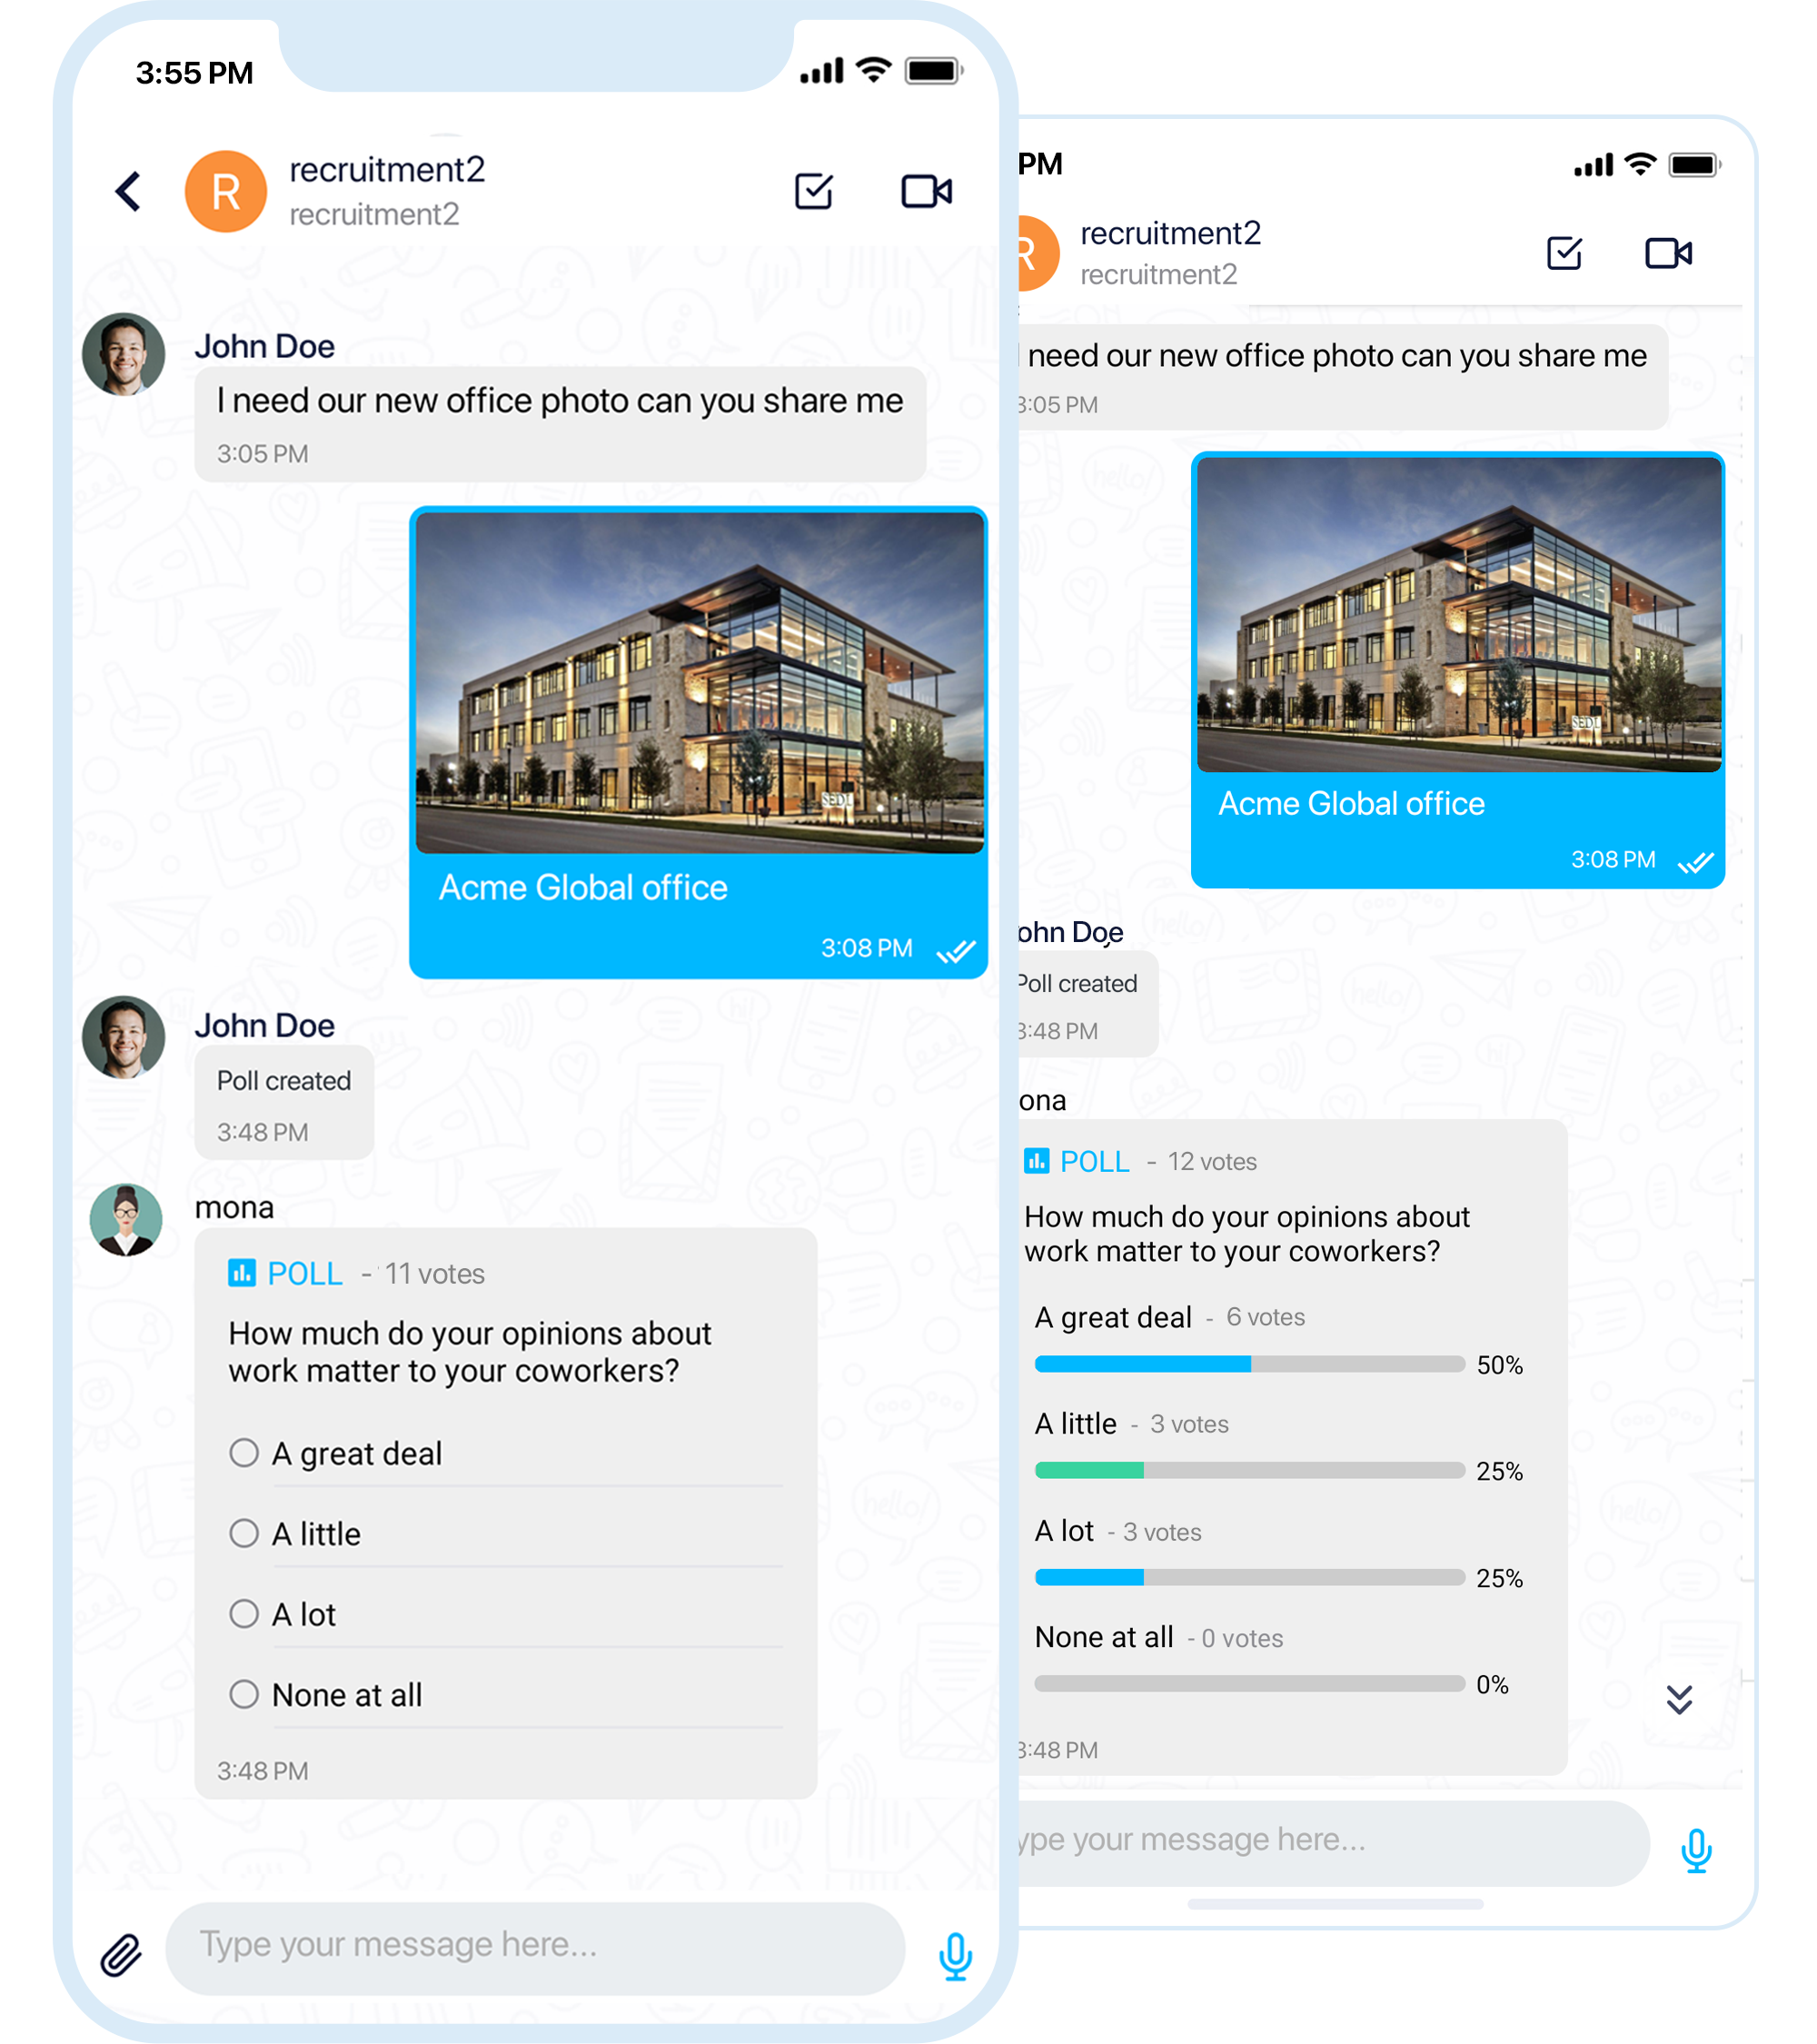 3:55 PM
R
recruitment2
recruitment2
John Doe
I need our new office photo can you share me
3:05 PM
SEDL
Acme Global office
3:08 PM
John Doe
Poll created
3:48 PM
mona
POLL - 11 votes
How much do your opinions about
work matter to your coworkers?
A great deal
A little
A lot
None at all
3:48 PM
Type your message here...
PM
R
recruitment2
recruitment2
I need our new office photo can you share me
3:05 PM
SEDL
Acme Global office
3:08 PM
ohn Doe
Poll created
3:48 PM
ona
POLL - 12 votes
How much do your opinions about
work matter to your coworkers?
A great deal - 6 votes
50%
A little - 3 votes
25%
A lot - 3 votes
25%
None at all - 0 votes
0%
3:48 PM
ype your message here...